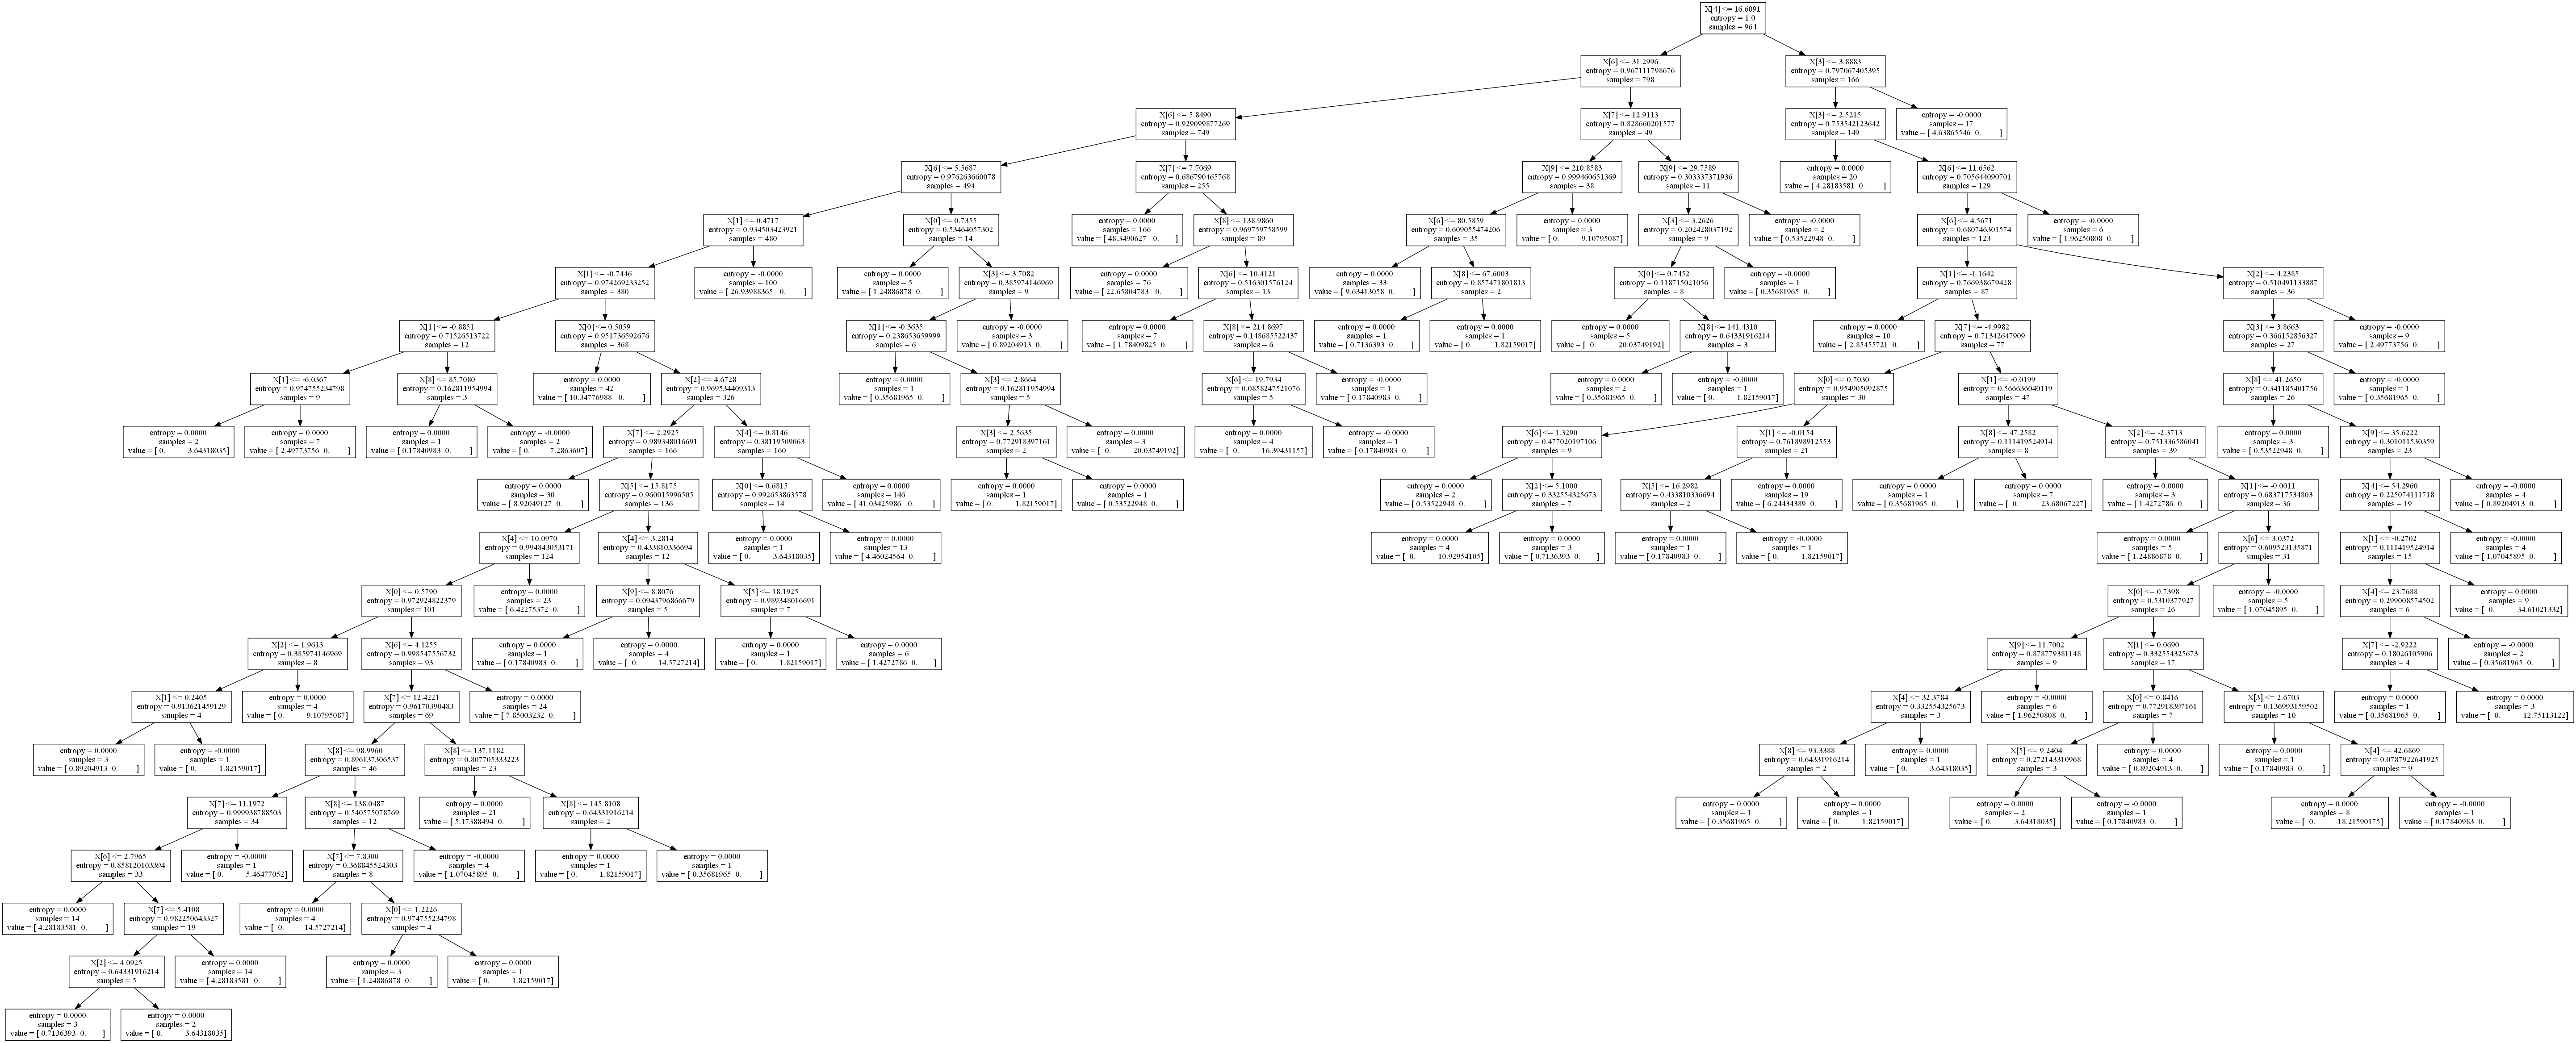 X[4] <= 16.6091
entropy = 1.0
samples = 964
X[6] <= 31.2996
entropy = 0.967111798676
samples = 798
X[3] <= 3.8883
entropy = 0.797067405395
samples = 166
X[6] <= 5.8490
entropy = 0.929099877269
samples = 749
X[7] <= 12.9113
entropy = 0.828660201577
samples = 49
X[3] <= 2.5215
entropy = 0.753542123642
samples = 149
entropy = -0.0000
samples = 17
value = [ 4.63865546 0. ]
X[6] <= 5.5687
entropy = 0.976263660078
samples = 494
X[7] <= 7.7069
entropy = 0.686790465768
samples = 255
X[9] <= 210.8583
entropy = 0.999460651369
samples = 38
X[9] <= 29.7589
entropy = 0.303337371936
samples = 11
entropy = 0.0000
samples = 20
value = [ 4.28183581 0. ]
X[6] <= 11.6562
entropy = 0.705644090701
samples = 129
X[1] <= 0.4717
entropy = 0.934503423921
samples = 480
X[0] <= 0.7355
entropy = 0.53464057302
samples = 14
entropy = 0.0000
samples = 166
value = [ 48.3490627 0. ]
X[8] <= 138.9860
entropy = 0.969759758599
samples = 89
X[6] <= 80.5859
entropy = 0.609055474206
samples = 35
entropy = 0.0000
samples = 3
value = [ 0. 9.10795087]
X[3] <= 3.2626
entropy = 0.202428037192
samples = 9
entropy = -0.0000
samples = 2
value = [ 0.53522948 0. ]
X[6] <= 4.5671
entropy = 0.680746301574
samples = 123
entropy = -0.0000
samples = 6
value = [ 1.96250808 0. ]
X[1] <= -0.7446
entropy = 0.974269233252
samples = 380
entropy = -0.0000
samples = 100
value = [ 26.93988365 0. ]
entropy = 0.0000
samples = 5
value = [ 1.24886878 0. ]
X[3] <= 3.7082
entropy = 0.385974146969
samples = 9
entropy = 0.0000
samples = 76
value = [ 22.65804783 0. ]
X[6] <= 10.4121
entropy = 0.516301576124
samples = 13
entropy = 0.0000
samples = 33
value = [ 9.63413058 0. ]
X[8] <= 67.6003
entropy = 0.857471801813
samples = 2
X[0] <= 0.7452
entropy = 0.118715021056
samples = 8
entropy = -0.0000
samples = 1
value = [ 0.35681965 0. ]
X[1] <= -1.1642
entropy = 0.766938679428
samples = 87
X[2] <= 4.2385
entropy = 0.510491133887
samples = 36
X[1] <= -0.8851
entropy = 0.71526513722
samples = 12
X[0] <= 0.5059
entropy = 0.951736592676
samples = 368
X[1] <= -0.3635
entropy = 0.238653659999
samples = 6
entropy = -0.0000
samples = 3
value = [ 0.89204913 0. ]
entropy = 0.0000
samples = 7
value = [ 1.78409825 0. ]
X[8] <= 214.8697
entropy = 0.148685522437
samples = 6
entropy = 0.0000
samples = 1
value = [ 0.7136393 0. ]
entropy = 0.0000
samples = 1
value = [ 0. 1.82159017]
entropy = 0.0000
samples = 5
value = [ 0. 20.03749192]
X[8] <= 141.4310
entropy = 0.64331916214
samples = 3
entropy = 0.0000
samples = 10
value = [ 2.85455721 0. ]
X[7] <= -4.9982
entropy = 0.71342647909
samples = 77
X[3] <= 3.8663
entropy = 0.366152856327
samples = 27
entropy = -0.0000
samples = 9
value = [ 2.49773756 0. ]
X[1] <= -6.0367
entropy = 0.974755234798
samples = 9
X[8] <= 85.7080
entropy = 0.162811954994
samples = 3
entropy = 0.0000
samples = 42
value = [ 10.34776988 0. ]
X[2] <= 4.6728
entropy = 0.969534409313
samples = 326
entropy = 0.0000
samples = 1
value = [ 0.35681965 0. ]
X[3] <= 2.8664
entropy = 0.162811954994
samples = 5
X[6] <= 19.7934
entropy = 0.0858247521076
samples = 5
entropy = -0.0000
samples = 1
value = [ 0.17840983 0. ]
entropy = 0.0000
samples = 2
value = [ 0.35681965 0. ]
entropy = -0.0000
samples = 1
value = [ 0. 1.82159017]
X[0] <= 0.7030
entropy = 0.954905092875
samples = 30
X[1] <= -0.0199
entropy = 0.566636040119
samples = 47
X[8] <= 41.2650
entropy = 0.341185401756
samples = 26
entropy = -0.0000
samples = 1
value = [ 0.35681965 0. ]
entropy = 0.0000
samples = 2
value = [ 0. 3.64318035]
entropy = 0.0000
samples = 7
value = [ 2.49773756 0. ]
entropy = 0.0000
samples = 1
value = [ 0.17840983 0. ]
entropy = -0.0000
samples = 2
value = [ 0. 7.2863607]
X[7] <= 2.2925
entropy = 0.989348016691
samples = 166
X[4] <= 0.8146
entropy = 0.38119509063
samples = 160
X[3] <= 2.5635
entropy = 0.772918397161
samples = 2
entropy = 0.0000
samples = 3
value = [ 0. 20.03749192]
entropy = 0.0000
samples = 4
value = [ 0. 16.39431157]
entropy = -0.0000
samples = 1
value = [ 0.17840983 0. ]
X[6] <= 1.3290
entropy = 0.477020197106
samples = 9
X[1] <= -0.0154
entropy = 0.761898912553
samples = 21
X[8] <= 47.2582
entropy = 0.111419524914
samples = 8
X[2] <= -2.3713
entropy = 0.751336586041
samples = 39
entropy = 0.0000
samples = 3
value = [ 0.53522948 0. ]
X[9] <= 35.6222
entropy = 0.301011530359
samples = 23
entropy = 0.0000
samples = 30
value = [ 8.92049127 0. ]
X[5] <= 15.8175
entropy = 0.960015996505
samples = 136
X[0] <= 0.6815
entropy = 0.992653863578
samples = 14
entropy = 0.0000
samples = 146
value = [ 41.03425986 0. ]
entropy = 0.0000
samples = 1
value = [ 0. 1.82159017]
entropy = 0.0000
samples = 1
value = [ 0.53522948 0. ]
entropy = 0.0000
samples = 2
value = [ 0.53522948 0. ]
X[2] <= 5.1000
entropy = 0.332554325673
samples = 7
X[5] <= 16.2982
entropy = 0.433810336694
samples = 2
entropy = 0.0000
samples = 19
value = [ 6.24434389 0. ]
entropy = 0.0000
samples = 1
value = [ 0.35681965 0. ]
entropy = 0.0000
samples = 7
value = [ 0. 23.68067227]
entropy = 0.0000
samples = 3
value = [ 1.4272786 0. ]
X[1] <= -0.0011
entropy = 0.683717534803
samples = 36
X[4] <= 54.2960
entropy = 0.225074111718
samples = 19
entropy = -0.0000
samples = 4
value = [ 0.89204913 0. ]
X[4] <= 10.0970
entropy = 0.994843053171
samples = 124
X[4] <= 3.2814
entropy = 0.433810336694
samples = 12
entropy = 0.0000
samples = 1
value = [ 0. 3.64318035]
entropy = 0.0000
samples = 13
value = [ 4.46024564 0. ]
entropy = 0.0000
samples = 4
value = [ 0. 10.92954105]
entropy = 0.0000
samples = 3
value = [ 0.7136393 0. ]
entropy = 0.0000
samples = 1
value = [ 0.17840983 0. ]
entropy = -0.0000
samples = 1
value = [ 0. 1.82159017]
entropy = 0.0000
samples = 5
value = [ 1.24886878 0. ]
X[6] <= 3.0372
entropy = 0.609523135871
samples = 31
X[1] <= -0.2702
entropy = 0.111419524914
samples = 15
entropy = -0.0000
samples = 4
value = [ 1.07045895 0. ]
X[0] <= 0.5790
entropy = 0.972924822379
samples = 101
entropy = 0.0000
samples = 23
value = [ 6.42275372 0. ]
X[9] <= 8.8076
entropy = 0.0943796866679
samples = 5
X[5] <= 18.1925
entropy = 0.989348016691
samples = 7
X[0] <= 0.7398
entropy = 0.5310377927
samples = 26
entropy = -0.0000
samples = 5
value = [ 1.07045895 0. ]
X[4] <= 23.7688
entropy = 0.299008574502
samples = 6
entropy = 0.0000
samples = 9
value = [ 0. 34.61021332]
X[2] <= 1.9613
entropy = 0.385974146969
samples = 8
X[6] <= 4.1255
entropy = 0.998547556732
samples = 93
entropy = 0.0000
samples = 1
value = [ 0.17840983 0. ]
entropy = 0.0000
samples = 4
value = [ 0. 14.5727214]
entropy = 0.0000
samples = 1
value = [ 0. 1.82159017]
entropy = 0.0000
samples = 6
value = [ 1.4272786 0. ]
X[9] <= 11.7002
entropy = 0.878779381148
samples = 9
X[1] <= 0.0690
entropy = 0.332554325673
samples = 17
X[7] <= -2.9222
entropy = 0.18026105906
samples = 4
entropy = -0.0000
samples = 2
value = [ 0.35681965 0. ]
X[1] <= 0.2405
entropy = 0.913621459129
samples = 4
entropy = 0.0000
samples = 4
value = [ 0. 9.10795087]
X[7] <= 12.4221
entropy = 0.96170390483
samples = 69
entropy = 0.0000
samples = 24
value = [ 7.85003232 0. ]
X[4] <= 32.3784
entropy = 0.332554325673
samples = 3
entropy = -0.0000
samples = 6
value = [ 1.96250808 0. ]
X[0] <= 0.8416
entropy = 0.772918397161
samples = 7
X[3] <= 2.6703
entropy = 0.136993159502
samples = 10
entropy = 0.0000
samples = 1
value = [ 0.35681965 0. ]
entropy = 0.0000
samples = 3
value = [ 0. 12.75113122]
entropy = 0.0000
samples = 3
value = [ 0.89204913 0. ]
entropy = -0.0000
samples = 1
value = [ 0. 1.82159017]
X[8] <= 98.9960
entropy = 0.896137306537
samples = 46
X[8] <= 137.1182
entropy = 0.807705333223
samples = 23
X[8] <= 93.3388
entropy = 0.64331916214
samples = 2
entropy = 0.0000
samples = 1
value = [ 0. 3.64318035]
X[5] <= 9.2404
entropy = 0.272143310968
samples = 3
entropy = 0.0000
samples = 4
value = [ 0.89204913 0. ]
entropy = 0.0000
samples = 1
value = [ 0.17840983 0. ]
X[4] <= 42.6869
entropy = 0.0787922641925
samples = 9
X[7] <= 11.1972
entropy = 0.999938788503
samples = 34
X[8] <= 138.0487
entropy = 0.540575078769
samples = 12
entropy = 0.0000
samples = 21
value = [ 5.17388494 0. ]
X[8] <= 145.8108
entropy = 0.64331916214
samples = 2
entropy = 0.0000
samples = 1
value = [ 0.35681965 0. ]
entropy = 0.0000
samples = 1
value = [ 0. 1.82159017]
entropy = 0.0000
samples = 2
value = [ 0. 3.64318035]
entropy = -0.0000
samples = 1
value = [ 0.17840983 0. ]
entropy = 0.0000
samples = 8
value = [ 0. 18.21590175]
entropy = -0.0000
samples = 1
value = [ 0.17840983 0. ]
X[6] <= 2.7965
entropy = 0.858120103394
samples = 33
entropy = -0.0000
samples = 1
value = [ 0. 5.46477052]
X[7] <= 7.8300
entropy = 0.368845524303
samples = 8
entropy = -0.0000
samples = 4
value = [ 1.07045895 0. ]
entropy = 0.0000
samples = 1
value = [ 0. 1.82159017]
entropy = 0.0000
samples = 1
value = [ 0.35681965 0. ]
entropy = 0.0000
samples = 14
value = [ 4.28183581 0. ]
X[7] <= 5.4108
entropy = 0.982250643327
samples = 19
entropy = 0.0000
samples = 4
value = [ 0. 14.5727214]
X[0] <= 1.2226
entropy = 0.974755234798
samples = 4
X[2] <= 4.0925
entropy = 0.64331916214
samples = 5
entropy = 0.0000
samples = 14
value = [ 4.28183581 0. ]
entropy = 0.0000
samples = 3
value = [ 1.24886878 0. ]
entropy = 0.0000
samples = 1
value = [ 0. 1.82159017]
entropy = 0.0000
samples = 3
value = [ 0.7136393 0. ]
entropy = 0.0000
samples = 2
value = [ 0. 3.64318035]